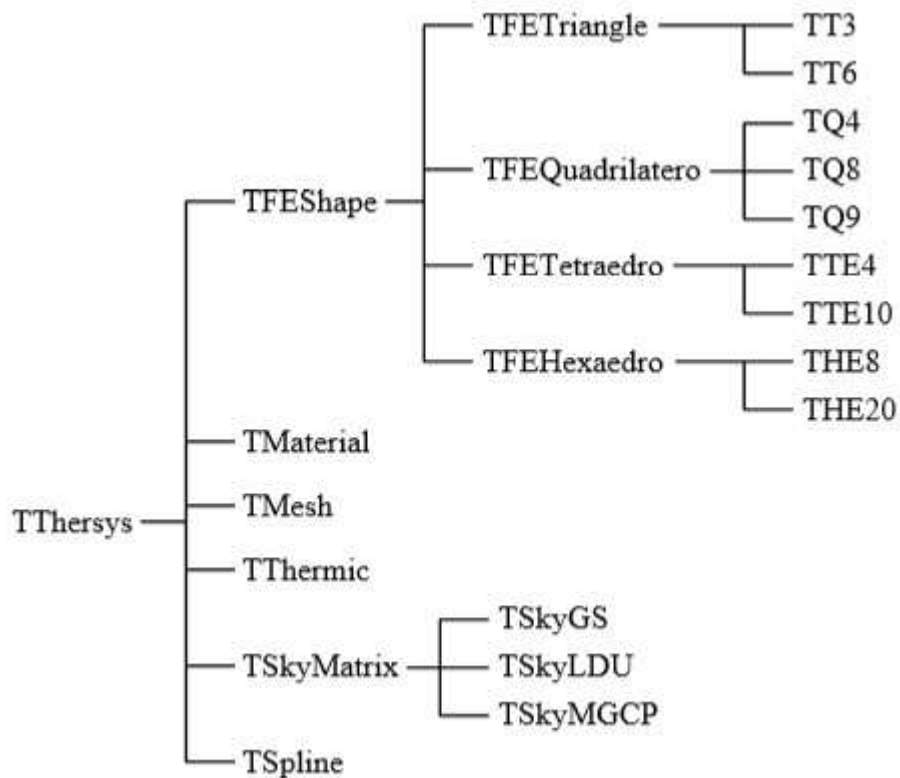 TFETriangle
TT3
TT6
TQ4
TFEQuadrilatero
TQ8
TFEShape
TQ9
TFETetraedro
TTE4
TTE10
TFEHexaedro
THE8
THE20
TMaterial
TMesh
TThersys
TThermic
TSkyGS
TSkyMatrix
TSkyLDU
TSkyMGCP
TSpline